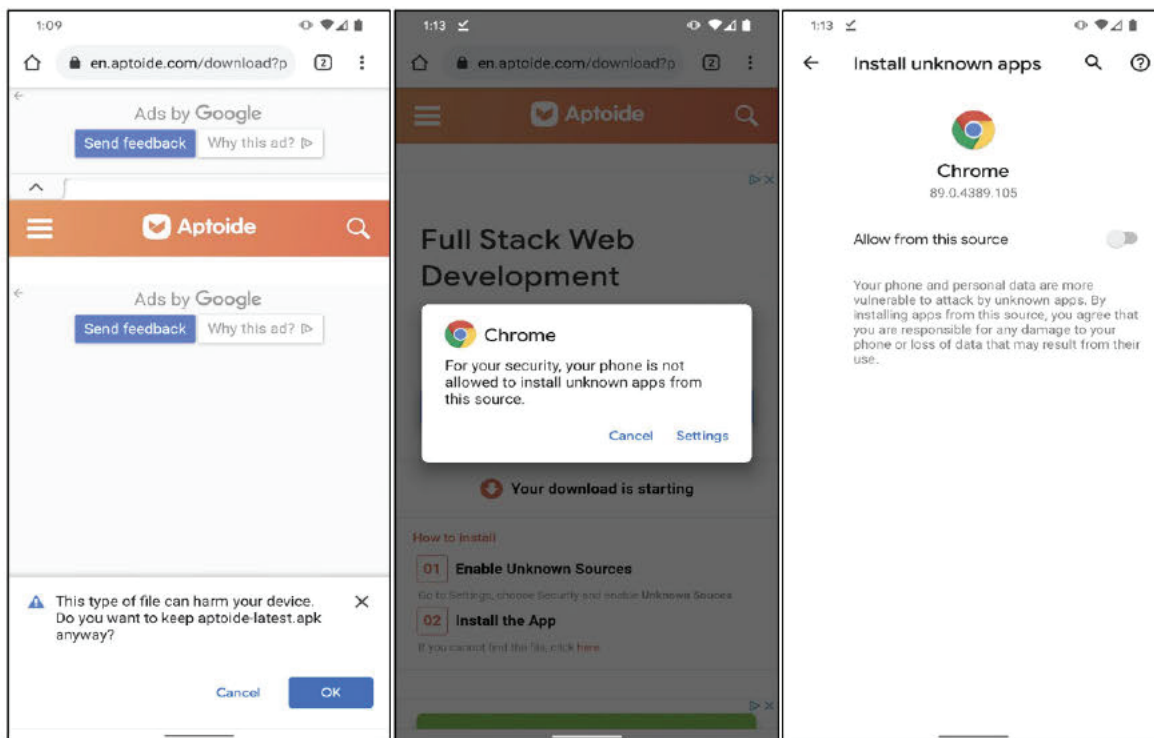 1:09
en.aptoide.com/download?p
2
Ads by Google
Send feedback
Why this ad?
Aptoide
Ads by Google
Send feedback
Why this ad?
This type of file can harm your device.
Do you want to keep aptoide-latest.apk
anyway?
Cancel
OK
1:13
en.aptoide.com/download?p
2
Aptoide
Full Stack Web
Development
Chrome
For your security, your phone is not
allowed to install unknown apps from
this source.
Cancel
Settings
Your download is starting
How to install
01 Enable Unknown Sources
Go to Settings, choose Security and enable Unknown Souces
02 Install the App
If you cannot find the file, click here
1:13
Install unknown apps
Chrome
89.0.4389.105
Allow from this source
Your phone and personal data are more
vulnerable to attack by unknown apps. By
installing apps from this source, you agree that
you are responsible for any damage to your
phone or loss of data that may result from their
use.